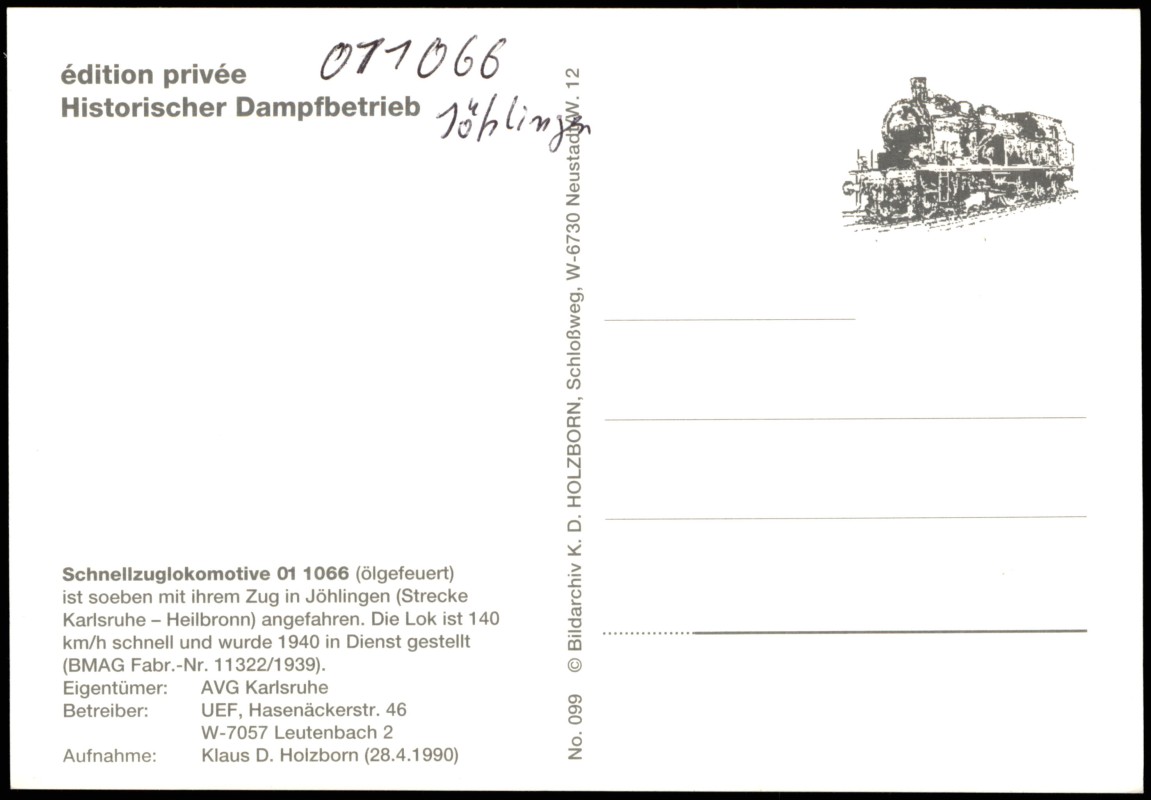 édition privée
Historischer Dampfbetrieb
011066
Jöhlingen
Schnellzuglokomotive 01 1066 (ölgefeuert)
ist soeben mit ihrem Zug in Jöhlingen (Strecke
Karlsruhe – Heilbronn) angefahren. Die Lok ist 140
km/h schnell und wurde 1940 in Dienst gestellt
(BMAG Fabr.-Nr. 11322/1939).
Eigentümer: AVG Karlsruhe
Betreiber: UEF, Hasenäckerstr. 46
W-7057 Leutenbach 2
Aufnahme: Klaus D. Holzborn (28.4.1990)
No. 099 © Bildarchiv K. D. HOLZBORN, Schloßweg, W-6730 Neustadt/W. 12